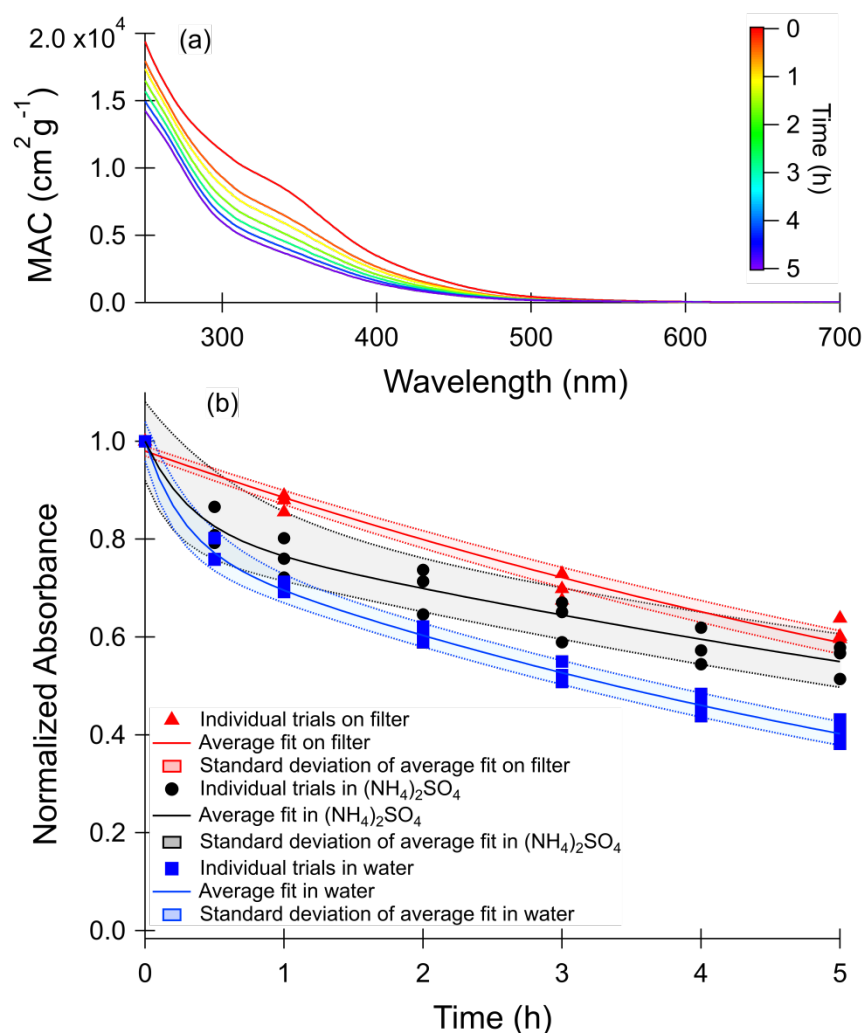 (a)
MAC (cm²g⁻¹)
2.0 x10⁴
1.5
1.0
0.5
0.0
300
400
500
600
700
Wavelength (nm)
0
1
2
3
4
5
Time (h)
(b)
Normalized Absorbance
1.0
0.8
0.6
0.4
0.2
0.0
Individual trials on filter
Average fit on filter
Standard deviation of average fit on filter
Individual trials in (NH₄)₂SO₄
Average fit in (NH₄)₂SO₄
Standard deviation of average fit in (NH₄)₂SO₄
Individual trials in water
Average fit in water
Standard deviation of average fit in water
0
1
2
3
4
5
Time (h)